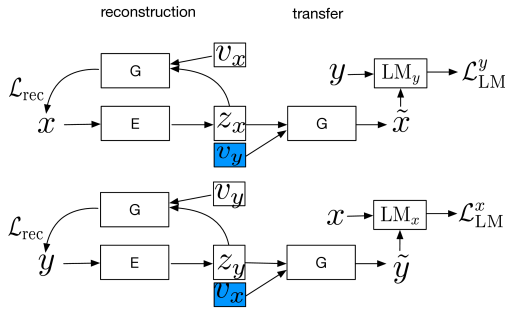 reconstruction transfer
G v_x
y LM_y ℒ^y_LM
ℒ_rec
x E z_x G x̃
v_y
G v_y
x LM_x ℒ^x_LM
ℒ_rec
y E z_y G ỹ
v_x